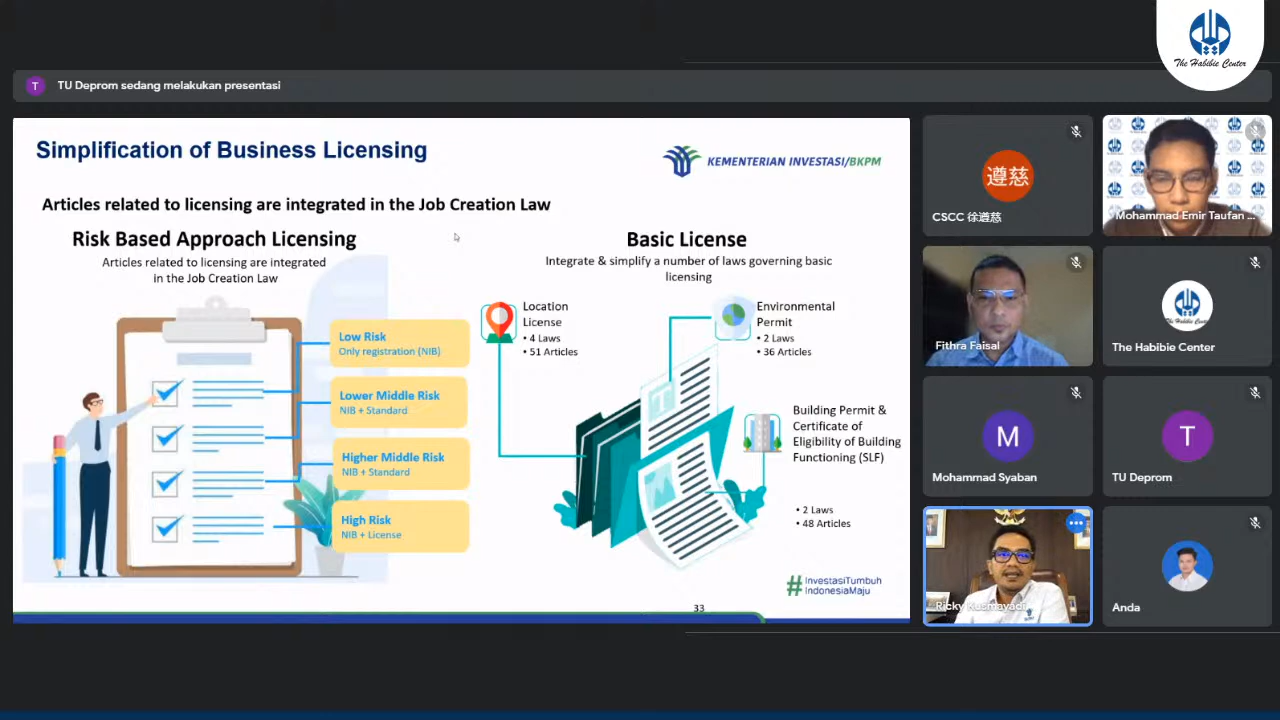 The Habibie Center
T
TU Deprom sedang melakukan presentasi
Simplification of Business Licensing
KEMENTERIAN INVESTASI/BKPM
Articles related to licensing are integrated in the Job Creation Law
Risk Based Approach Licensing
Articles related to licensing are integrated
in the Job Creation Law
Low Risk
Only registration (NIB)
Lower Middle Risk
NIB + Standard
Higher Middle Risk
NIB + Standard
High Risk
NIB + License
Basic License
Integrate & simplify a number of laws governing basic
licensing
Location
License
• 4 Laws
• 51 Articles
Environmental
Permit
• 2 Laws
• 36 Articles
Building Permit &
Certificate of
Eligibility of Building
Functioning (SLF)
• 2 Laws
• 48 Articles
#InvestasiTumbuh
IndonesiaMaju
33
遵慈
CSCC 徐遵慈
Mohammad Emir Taufan ...
Fithra Faisal
The Habibie Center
The Habibie Center
M
Mohammad Syaban
T
TU Deprom
Ricky Kusmayadi
Anda